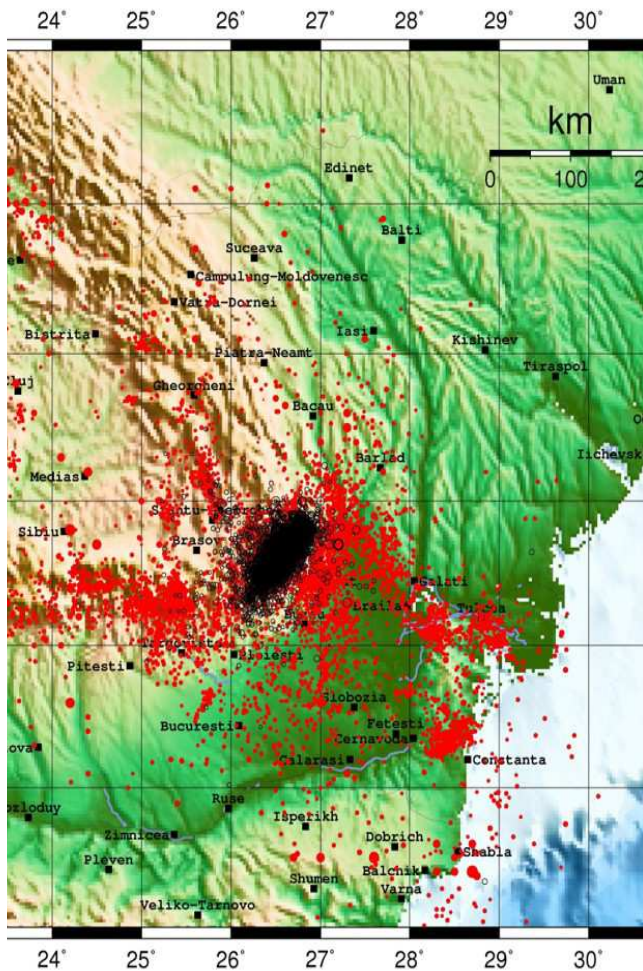 24° 25° 26° 27° 28° 29° 30°
Uman
km
0 100 2
Edinet
Balti
Suceava
Campulung-Moldovenesc
Vatra-Dornei
Iasi
Bistrita
Kishinev
Piatra-Neamt
Tiraspol
Cluj
Gheorgheni
Bacau
Ilichevsk
Barlad
Medias
Sibiu
Brasov
Galati
Braila
Tulcea
Pitesti
Ploiesti
Slobozia
Bucuresti
Fetesti
Cernavoda
Calarasi
Constanta
ova
Ruse
ozloduy
Isperikh
Zimnicea
Dobrich
Shabla
Pleven
Balchik
Shumen
Varna
Veliko-Tarnovo
24° 25° 26° 27° 28° 29° 30°